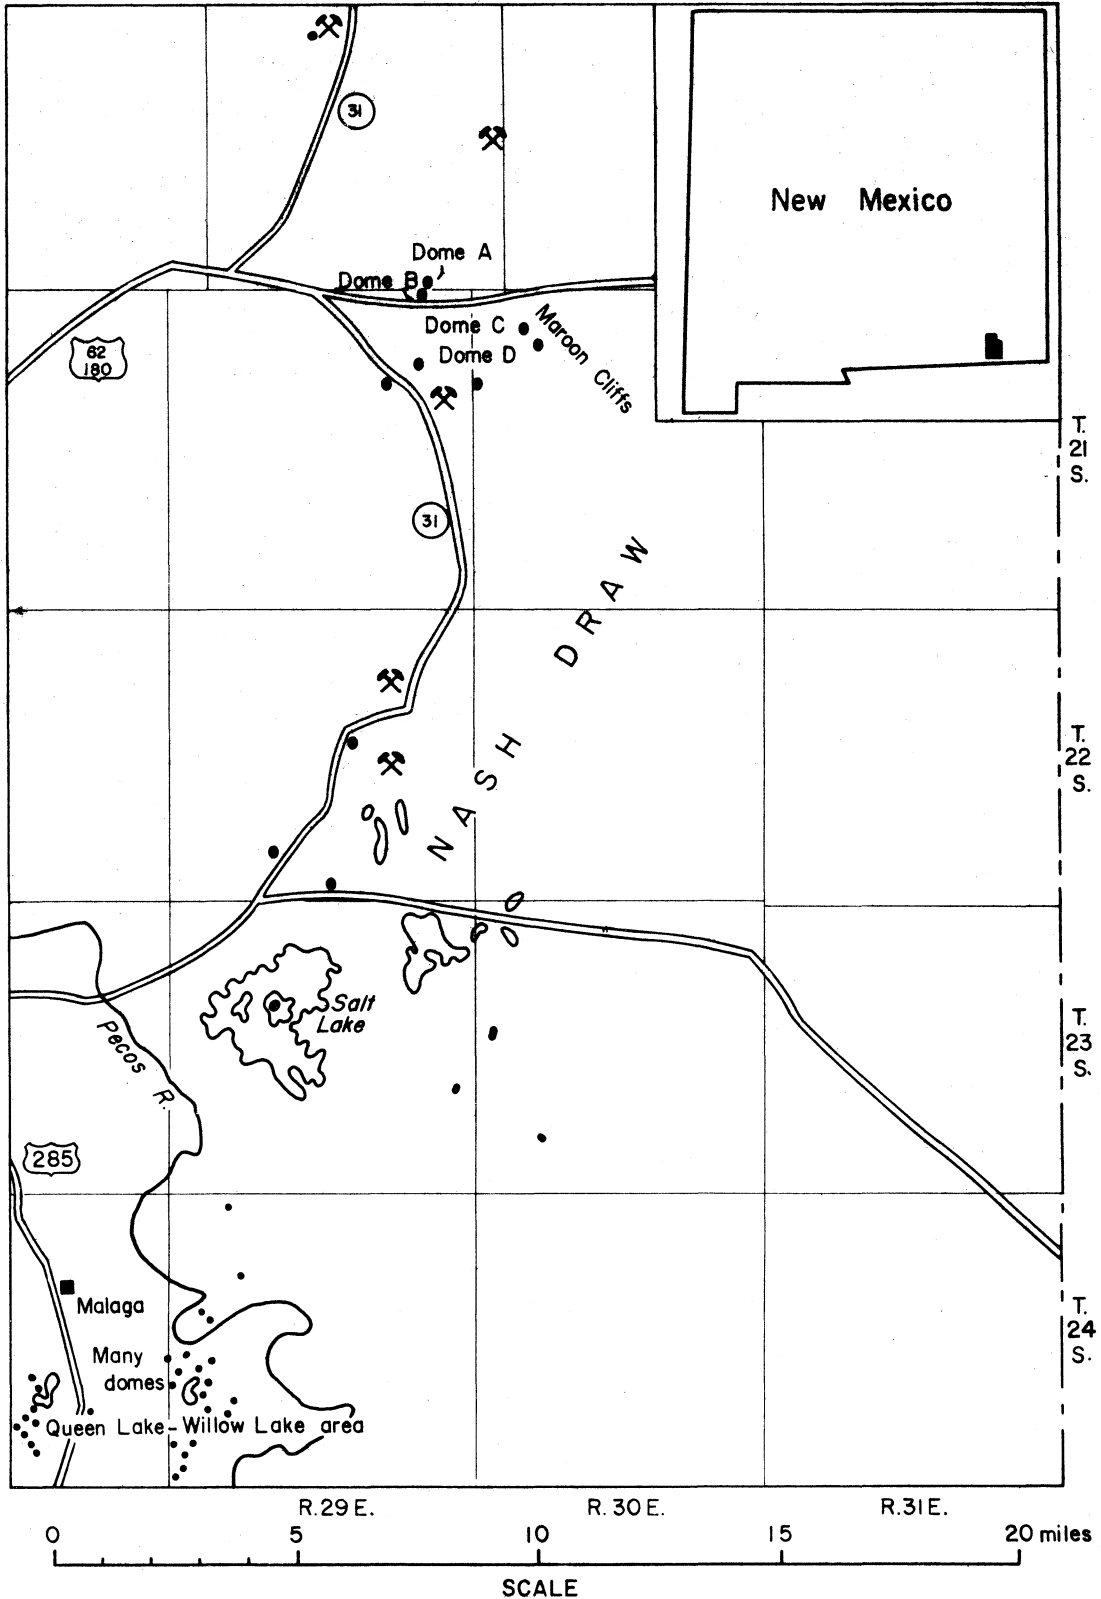 31
New Mexico
Dome A
Dome B
62
180
Dome C
Dome D
Maroon Cliffs
T.
21
S.
31
NASH DRAW
T.
22
S.
Salt
Lake
Pecos R.
T.
23
S.
285
Malaga
Many
domes
Queen Lake-Willow Lake area
T.
24
S.
R.29E. R.30E. R.31E.
0 5 10 15 20 miles
SCALE